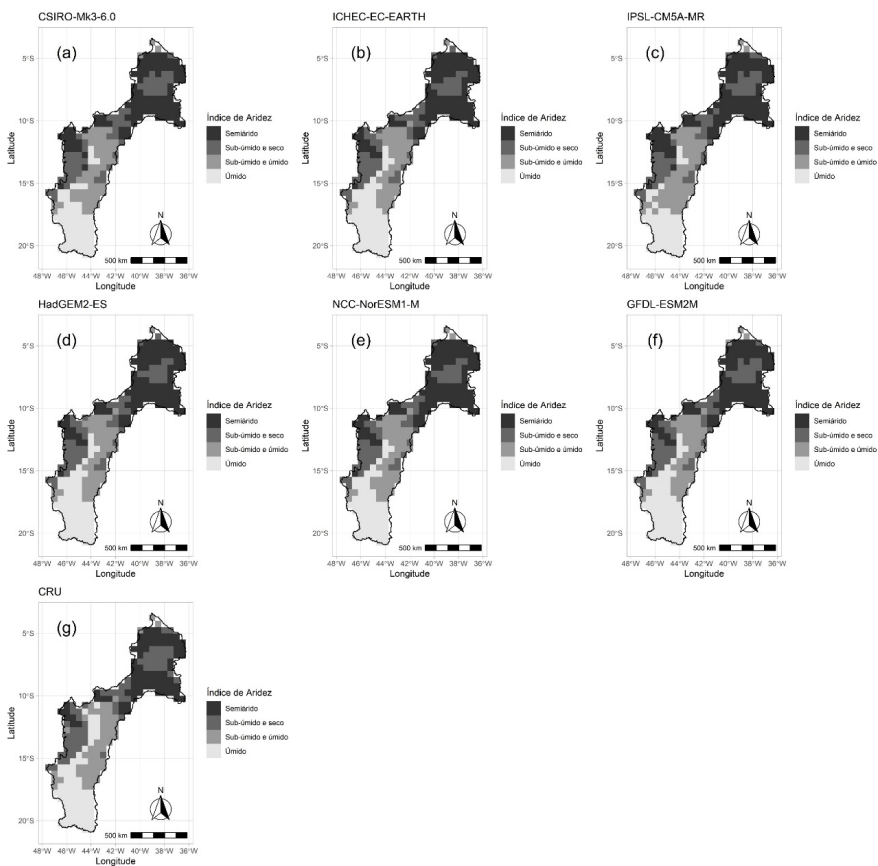 CSIRO-Mk3-6.0
(a)
5°S
10°S
15°S
20°S
Latitude
Índice de Aridez
Semiárido
Sub-úmido e seco
Sub-úmido e úmido
Úmido
N
500 km
48°W 46°W 44°W 42°W 40°W 38°W 36°W
Longitude
ICHEC-EC-EARTH
(b)
5°S
10°S
15°S
20°S
Latitude
Índice de Aridez
Semiárido
Sub-úmido e seco
Sub-úmido e úmido
Úmido
N
500 km
48°W 46°W 44°W 42°W 40°W 38°W 36°W
Longitude
IPSL-CM5A-MR
(c)
5°S
10°S
15°S
20°S
Latitude
Índice de Aridez
Semiárido
Sub-úmido e seco
Sub-úmido e úmido
Úmido
N
500 km
48°W 46°W 44°W 42°W 40°W 38°W 36°W
Longitude
HadGEM2-ES
(d)
5°S
10°S
15°S
20°S
Latitude
Índice de Aridez
Semiárido
Sub-úmido e seco
Sub-úmido e úmido
Úmido
N
500 km
48°W 46°W 44°W 42°W 40°W 38°W 36°W
Longitude
NCC-NorESM1-M
(e)
5°S
10°S
15°S
20°S
Latitude
Índice de Aridez
Semiárido
Sub-úmido e seco
Sub-úmido e úmido
Úmido
N
500 km
48°W 46°W 44°W 42°W 40°W 38°W 36°W
Longitude
GFDL-ESM2M
(f)
5°S
10°S
15°S
20°S
Latitude
Índice de Aridez
Semiárido
Sub-úmido e seco
Sub-úmido e úmido
Úmido
N
500 km
48°W 46°W 44°W 42°W 40°W 38°W 36°W
Longitude
CRU
(g)
5°S
10°S
15°S
20°S
Latitude
Índice de Aridez
Semiárido
Sub-úmido e seco
Sub-úmido e úmido
Úmido
N
500 km
48°W 46°W 44°W 42°W 40°W 38°W 36°W
Longitude